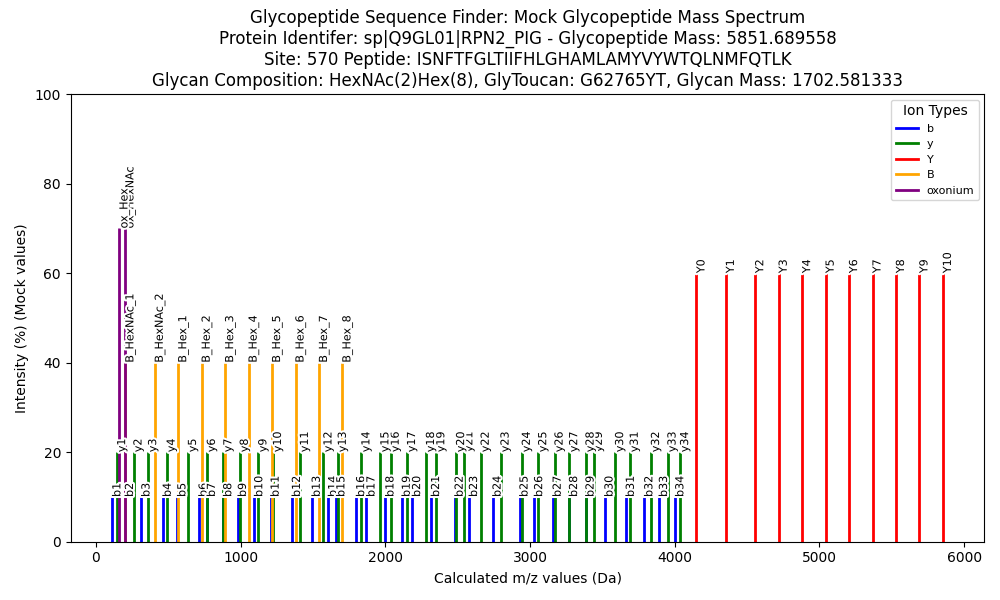 Glycopeptide Sequence Finder: Mock Glycopeptide Mass Spectrum
Protein Identifer: sp|Q9GL01|RPN2_PIG - Glycopeptide Mass: 5851.689558
Site: 570 Peptide: ISNFTFGLTIIFHLGHAMLAMYVYWTQLNMFQTLK
Glycan Composition: HexNAc(2)Hex(8), GlyToucan: G62765YT, Glycan Mass: 1702.581333
Intensity (%) (Mock values)
100
80
60
40
20
0
Ion Types
b
y
Y
B
oxonium
ox_Hex
ox_HexNAc
Y0
Y1
Y2
Y3
Y4
Y5
Y6
Y7
Y8
Y9
Y10
B_HexNAc_1
B_HexNAc_2
B_Hex_1
B_Hex_2
B_Hex_3
B_Hex_4
B_Hex_5
B_Hex_6
B_Hex_7
B_Hex_8
y1
y2
y3
y4
y5
y6
y7
y8
y9
y10
y11
y12
y13
y14
y15
y16
y17
y18
y19
y20
y21
y22
y23
y24
y25
y26
y27
y28
y29
y30
y31
y32
y33
y34
b1
b2
b3
b4
b5
b6
b7
b8
b9
b10
b11
b12
b13
b14
b15
b16
b17
b18
b19
b20
b21
b22
b23
b24
b25
b26
b27
b28
b29
b30
b31
b32
b33
b34
0
1000
2000
3000
4000
5000
6000
Calculated m/z values (Da)